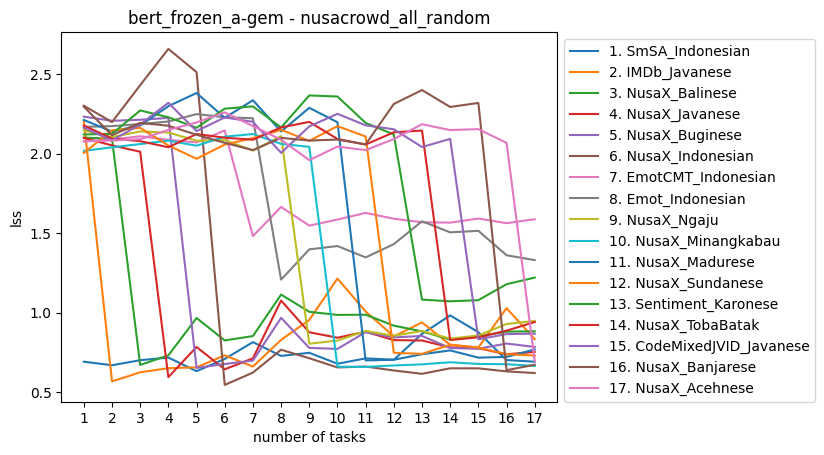 bert_frozen_a-gem - nusacrowd_all_random
lss
2.5
2.0
1.5
1.0
0.5
1 2 3 4 5 6 7 8 9 10 11 12 13 14 15 16 17
number of tasks
1. SmSA_Indonesian
2. IMDb_Javanese
3. NusaX_Balinese
4. NusaX_Javanese
5. NusaX_Buginese
6. NusaX_Indonesian
7. EmotCMT_Indonesian
8. Emot_Indonesian
9. NusaX_Ngaju
10. NusaX_Minangkabau
11. NusaX_Madurese
12. NusaX_Sundanese
13. Sentiment_Karonese
14. NusaX_TobaBatak
15. CodeMixedJVID_Javanese
16. NusaX_Banjarese
17. NusaX_Acehnese